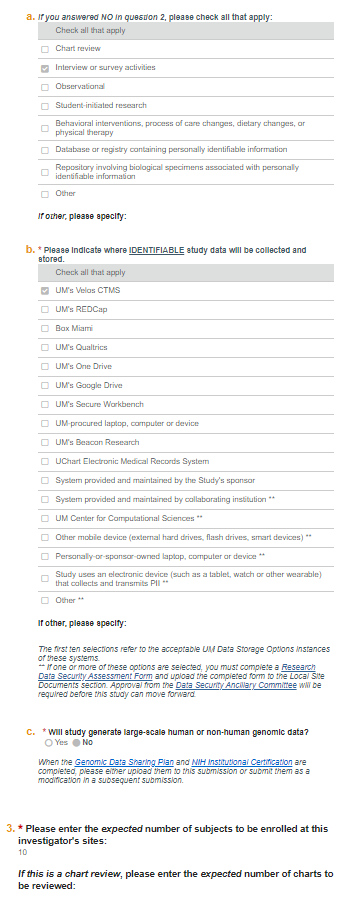 a. If you answered NO in question 2, please check all that apply:
Check all that apply
Chart review
Interview or survey activities
Observational
Student-initiated research
Behavioral interventions, process of care changes, dietary changes, or
physical therapy
Database or registry containing personally identifiable information
Repository involving biological specimens associated with personally
identifiable information
Other
If other, please specify:
b. * Please indicate where IDENTIFIABLE study data will be collected and
stored.
Check all that apply
UM's Velos CTMS
UM's REDCap
Box Miami
UM's Qualtrics
UM's One Drive
UM's Google Drive
UM's Secure Workbench
UM-procured laptop, computer or device
UM's Beacon Research
UChart Electronic Medical Records System
System provided and maintained by the Study's sponsor
System provided and maintained by collaborating institution **
UM Center for Computational Sciences **
Other mobile device (external hard drives, flash drives, smart devices) **
Personally-or-sponsor-owned laptop, computer or device **
Study uses an electronic device (such as a tablet, watch or other wearable)
that collects and transmits PII **
Other **
If other, please specify:
The first ten selections refer to the acceptable UM Data Storage Options instances
of these systems.
** If one or more of these options are selected, you must complete a Research
Data Security Assessment Form and upload the completed form to the Local Site
Documents section. Approval from the Data Security Ancillary Committee will be
required before this study can move forward.
c. * Will study generate large-scale human or non-human genomic data?
Yes No
When the Genomic Data Sharing Plan and NIH Institutional Certification are
completed, please either upload them to this submission or submit them as a
modification in a subsequent submission.
3. * Please enter the expected number of subjects to be enrolled at this
investigator's sites:
10
If this is a chart review, please enter the expected number of charts to
be reviewed: